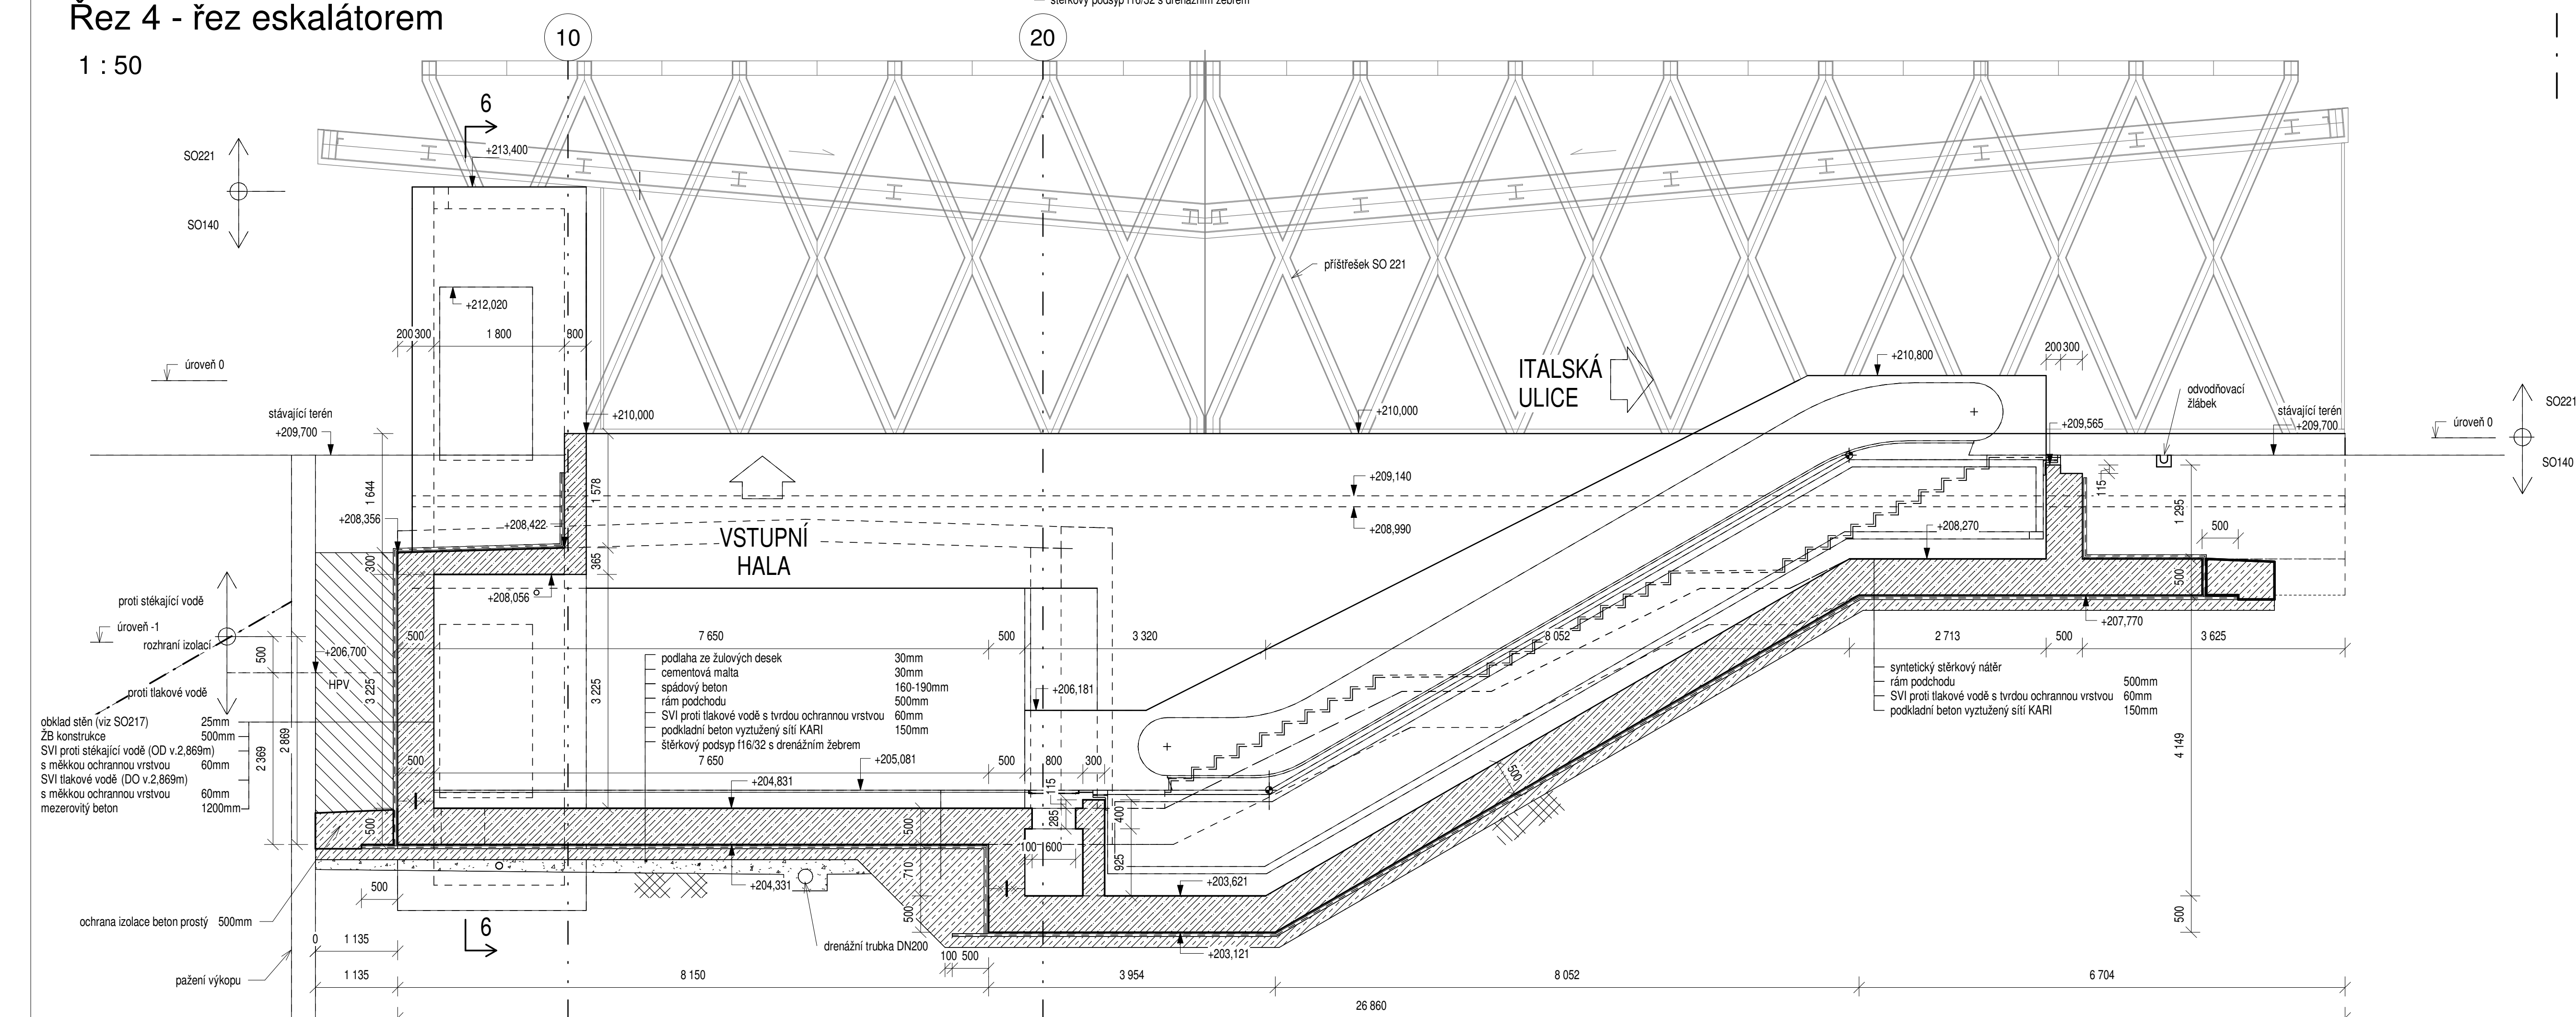 štěrkový podsyp f16/32 s drenážním žebrem
Řez 4 - řez eskalátorem
1 : 50
10
20
6
+213,400
SO221
SO140
příštřešek SO 221
+212,020
200 300
1 800
800
úroveň 0
ITALSKÁ
ULICE
+210,800
200 300
odvodňovací
žlábek
stávající terén
+209,700
+210,000
+210,000
+209,565
stávající terén
+209,700
úroveň 0
SO221
SO140
1 644
1 578
+209,140
115
1 295
+208,356
+208,422
+208,990
+208,270
500
VSTUPNÍ
HALA
300
365
+208,056
500
proti stékající vodě
úroveň -1
rozhraní izolací
+207,770
500
7 650
500
3 320
8 052
2 713
500
3 625
500
+206,700
HPV
proti tlakové vodě
3 225
3 225
podlaha ze žulových desek 30mm
cementová malta 30mm
spádový beton 160-190mm
rám podchodu 500mm
SVI proti tlakové vodě s tvrdou ochrannou vrstvou 60mm
podkladní beton vyztužený sítí KARI 150mm
štěrkový podsyp f16/32 s drenážním žebrem
+206,181
syntetický stěrkový nátěr
rám podchodu 500mm
SVI proti tlakové vodě s tvrdou ochrannou vrstvou 60mm
podkladní beton vyztužený sítí KARI 150mm
obklad stěn (viz SO217) 25mm
ŽB konstrukce 500mm
SVI proti stékající vodě (OD v.2,869m)
s měkkou ochrannou vrstvou 60mm
SVI tlakové vodě (DO v.2,869m)
s měkkou ochrannou vrstvou 60mm
mezerovitý beton 1200mm
2 369
2 869
4 149
500
7 650
500
800
300
+205,081
+204,831
115
285
400
500
500
500
100
600
710
925
+204,331
+203,621
500
500
500
ochrana izolace beton prostý 500mm
6
drenážní trubka DN200
+203,121
0
1 135
100 500
pažení výkopu
1 135
8 150
3 954
8 052
6 704
26 860